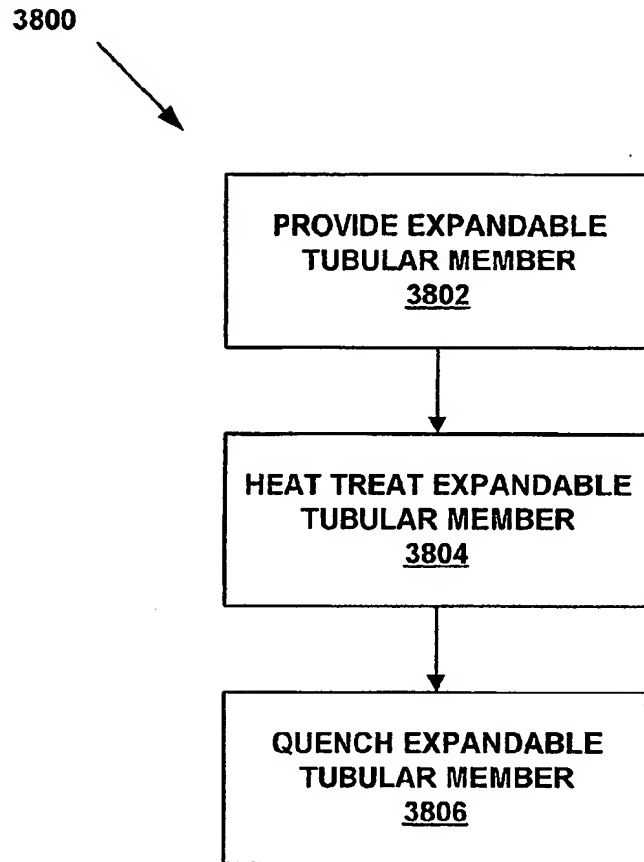 3800
PROVIDE EXPANDABLE
TUBULAR MEMBER
3802
HEAT TREAT EXPANDABLE
TUBULAR MEMBER
3804
QUENCH EXPANDABLE
TUBULAR MEMBER
3806